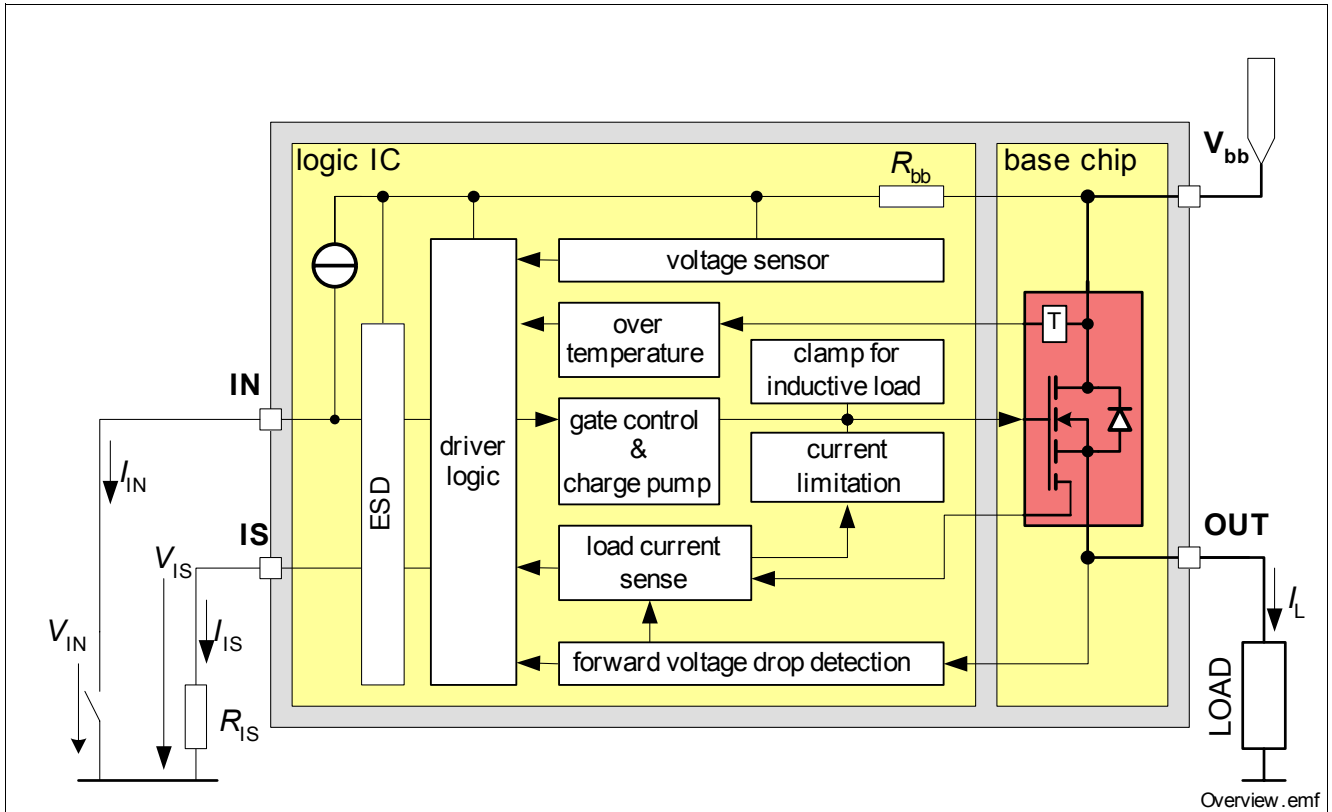 logic IC
R_bb
base chip
V_bb
voltage sensor
T
over
temperature
clamp for
inductive load
IN
gate control
&
charge pump
driver
logic
current
limitation
I_IN
ESD
IS
OUT
load current
sense
V_IS
I_L
V_IN
I_IS
forward voltage drop detection
R_IS
LOAD
Overview.emf